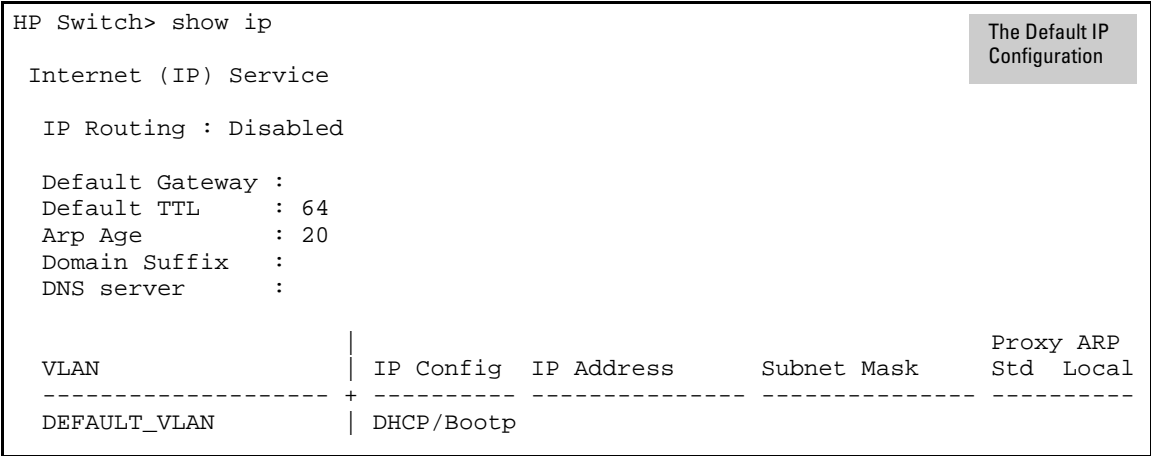 HP Switch> show ip
The Default IP
Configuration
Internet (IP) Service
IP Routing : Disabled
Default Gateway :
Default TTL     : 64
Arp Age         : 20
Domain Suffix   :
DNS server      :
                     |                                            Proxy ARP
VLAN                 | IP Config  IP Address      Subnet Mask     Std  Local
-------------------- + ---------- --------------- --------------- ----------
DEFAULT_VLAN         | DHCP/Bootp